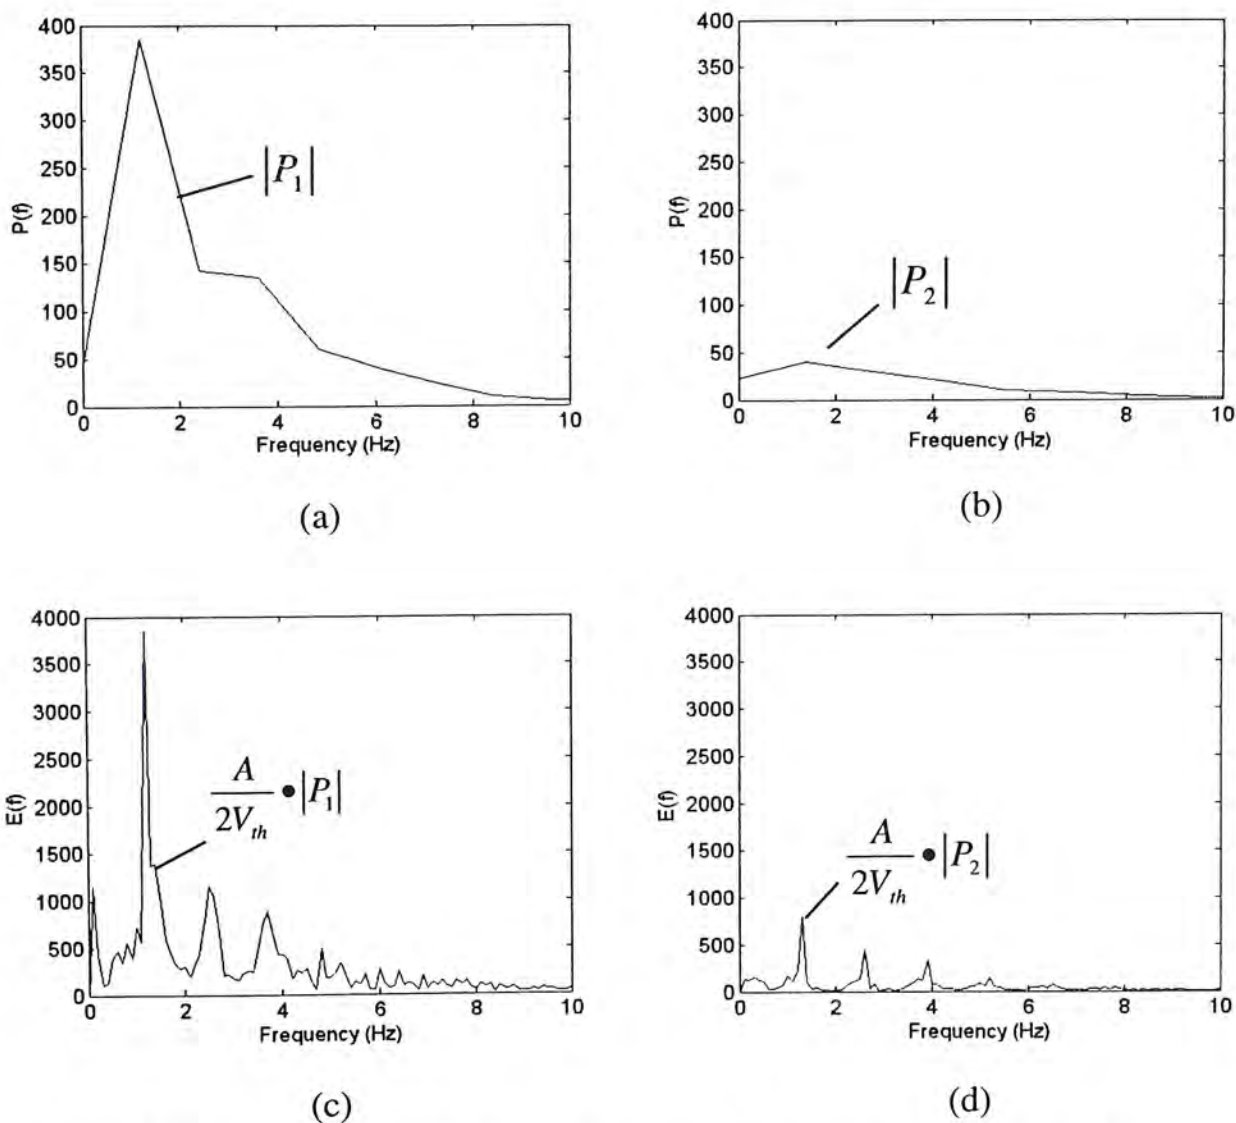 400
350
300
250
200
150
100
50
0
P(f)
|P₁|
0 2 4 6 8 10
Frequency (Hz)
(a)
400
350
300
250
200
150
100
50
0
P(f)
|P₂|
0 2 4 6 8 10
Frequency (Hz)
(b)
4000
3500
3000
2500
2000
1500
1000
500
0
E(f)
A
2Vₜₕ • |P₁|
0 2 4 6 8 10
Frequency (Hz)
(c)
4000
3500
3000
2500
2000
1500
1000
500
0
E(f)
A
2Vₜₕ • |P₂|
0 2 4 6 8 10
Frequency (Hz)
(d)